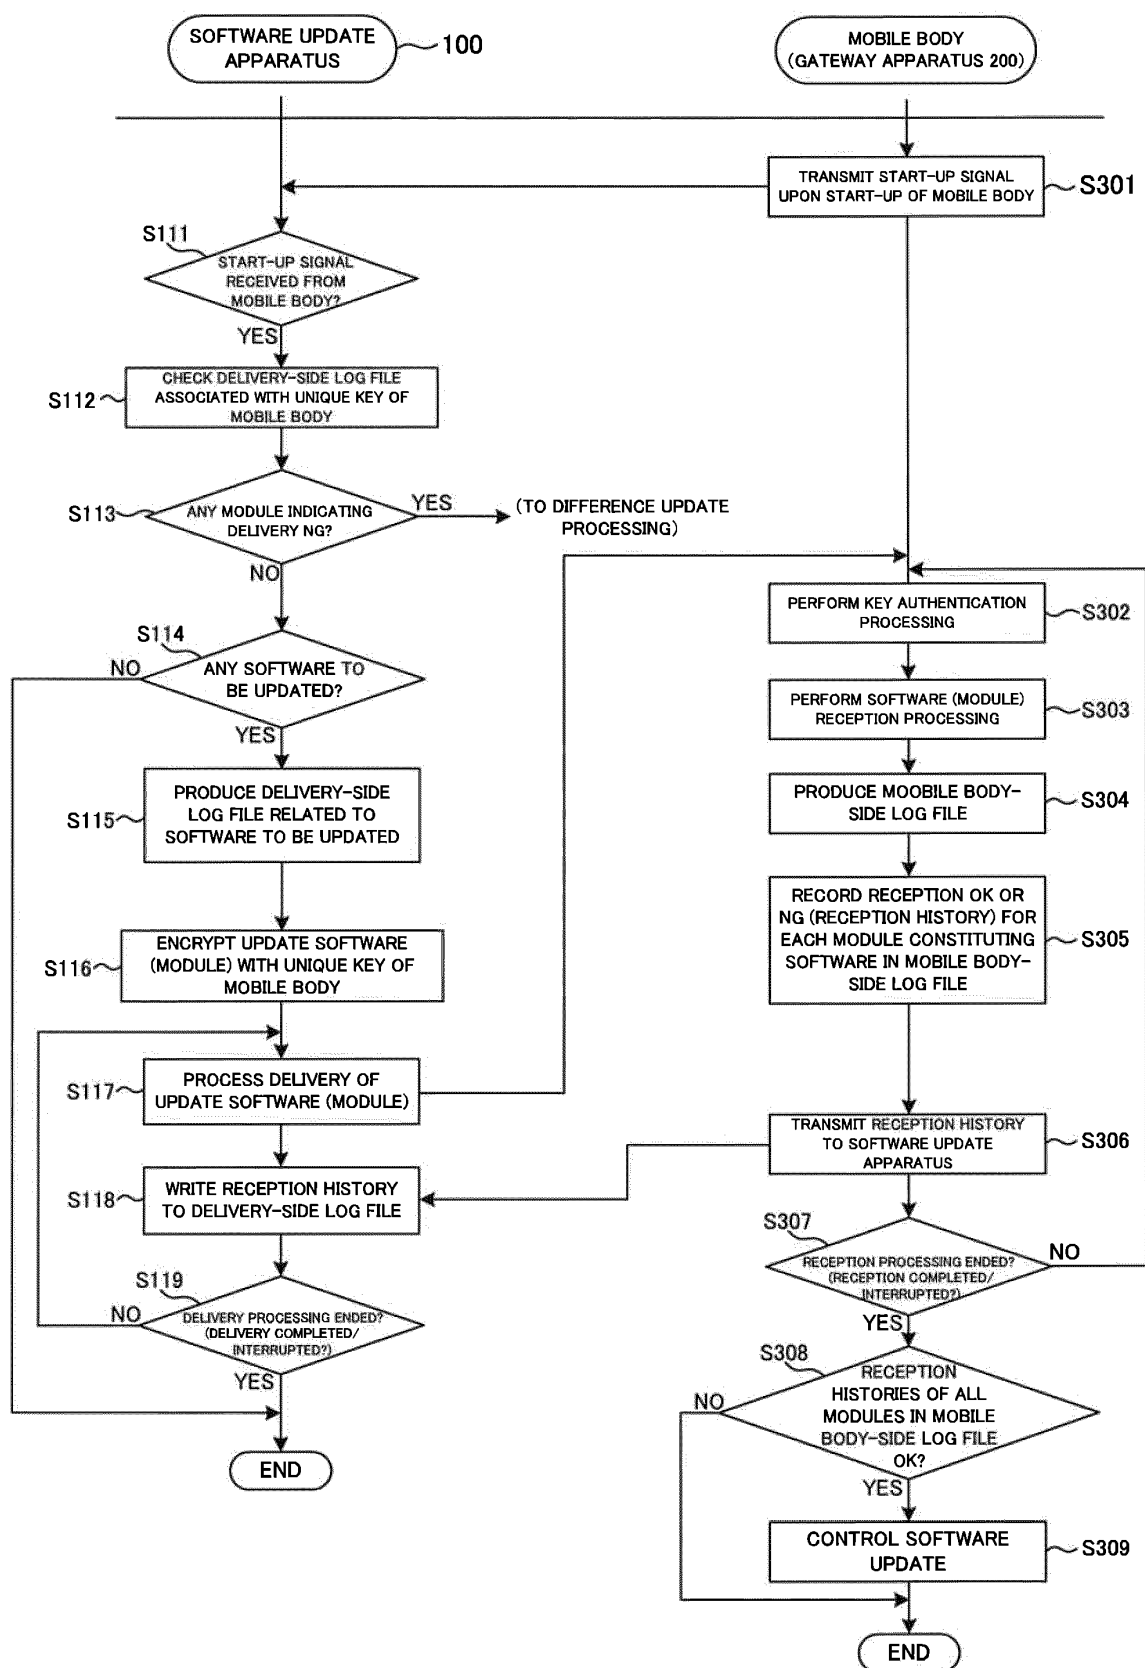 SOFTWARE UPDATE
APPARATUS
100
MOBILE BODY
(GATEWAY APPARATUS 200)
TRANSMIT START-UP SIGNAL
UPON START-UP OF MOBILE BODY
S301
S111
START-UP SIGNAL
RECEIVED FROM
MOBILE BODY?
YES
S112
CHECK DELIVERY-SIDE LOG FILE
ASSOCIATED WITH UNIQUE KEY OF
MOBILE BODY
S113
ANY MODULE INDICATING
DELIVERY NG?
YES
(TO DIFFERENCE UPDATE
PROCESSING)
NO
S114
NO
ANY SOFTWARE TO
BE UPDATED?
YES
S115
PRODUCE DELIVERY-SIDE
LOG FILE RELATED TO
SOFTWARE TO BE UPDATED
S116
ENCRYPT UPDATE SOFTWARE
(MODULE) WITH UNIQUE KEY OF
MOBILE BODY
S117
PROCESS DELIVERY OF
UPDATE SOFTWARE (MODULE)
S118
WRITE RECEPTION HISTORY
TO DELIVERY-SIDE LOG FILE
S119
NO
DELIVERY PROCESSING ENDED?
(DELIVERY COMPLETED/
INTERRUPTED?)
YES
END
PERFORM KEY AUTHENTICATION
PROCESSING
S302
PERFORM SOFTWARE (MODULE)
RECEPTION PROCESSING
S303
PRODUCE MOOBILE BODY-
SIDE LOG FILE
S304
RECORD RECEPTION OK OR
NG (RECEPTION HISTORY) FOR
EACH MODULE CONSTITUTING
SOFTWARE IN MOBILE BODY-
SIDE LOG FILE
S305
TRANSMIT RECEPTION HISTORY
TO SOFTWARE UPDATE
APPARATUS
S306
S307
RECEPTION PROCESSING ENDED?
(RECEPTION COMPLETED/
INTERRUPTED?)
NO
YES
S308
NO
RECEPTION
HISTORIES OF ALL
MODULES IN MOBILE
BODY-SIDE LOG FILE
OK?
YES
CONTROL SOFTWARE
UPDATE
S309
END